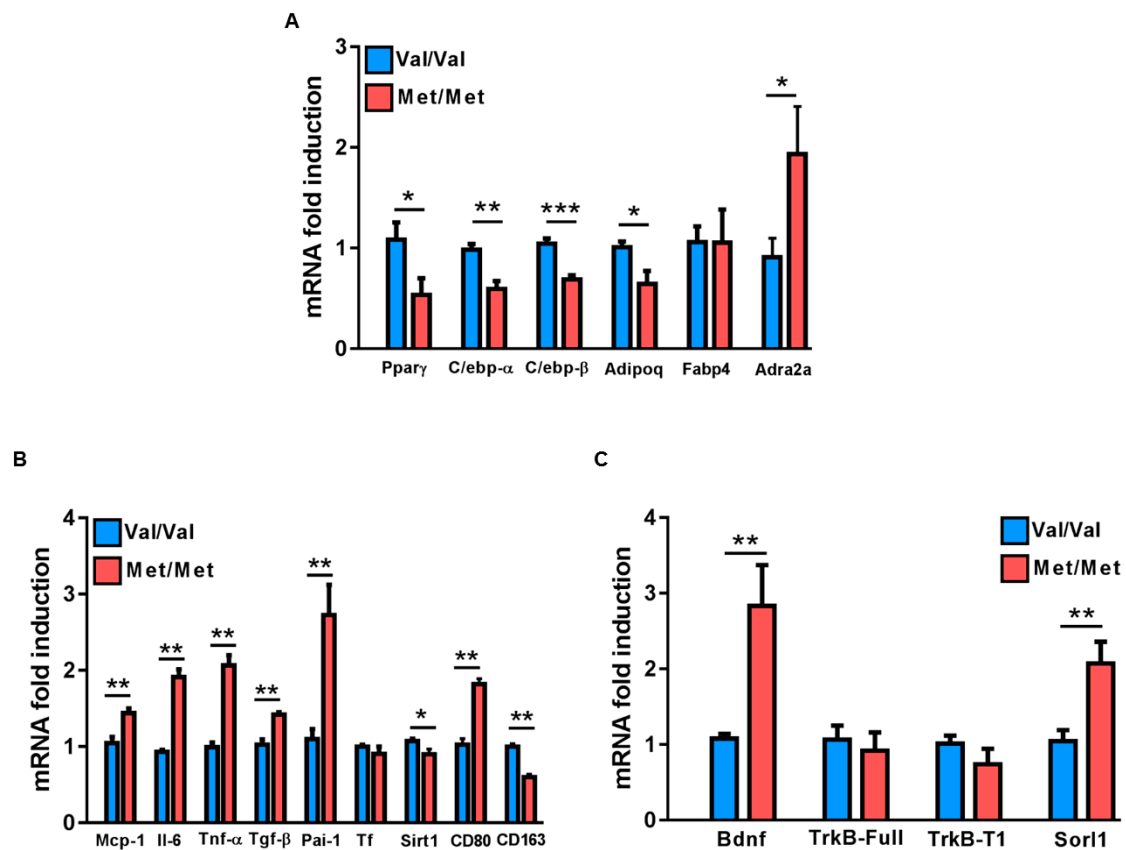 A
mRNA fold induction
3
2
1
0
Val/Val
Met/Met
*
**
***
*
*
Pparγ C/ebp-α C/ebp-β Adipoq Fabp4 Adra2a
B
mRNA fold induction
4
3
2
1
0
Val/Val
Met/Met
**
**
**
**
**
*
**
**
Mcp-1 Il-6 Tnf-α Tgf-β Pai-1 Tf Sirt1 CD80 CD163
C
mRNA fold induction
4
3
2
1
0
Val/Val
Met/Met
**
**
Bdnf TrkB-Full TrkB-T1 Sorl1